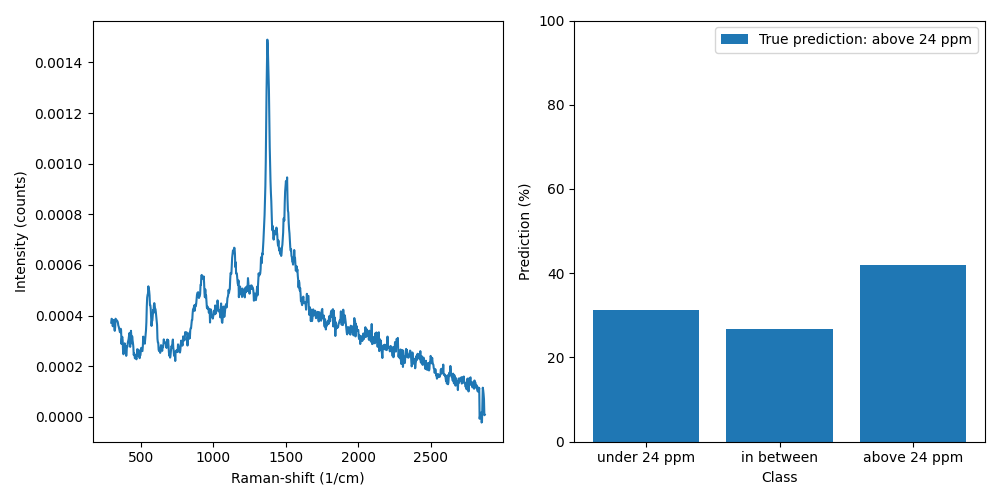 0.0014
0.0012
0.0010
0.0008
0.0006
0.0004
0.0002
0.0000
Intensity (counts)
500 1000 1500 2000 2500
Raman-shift (1/cm)
100
80
60
40
20
0
Prediction (%)
True prediction: above 24 ppm
under 24 ppm in between above 24 ppm
Class